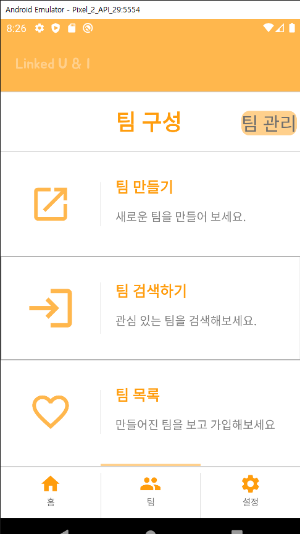 Android Emulator - Pixel_2_API_29:5554
8:26
Linked U & I
팀 구성
팀 관리
팀 만들기
새로운 팀을 만들어 보세요.
팀 검색하기
관심 있는 팀을 검색해보세요.
팀 목록
만들어진 팀을 보고 가입해보세요
홈
팀
설정